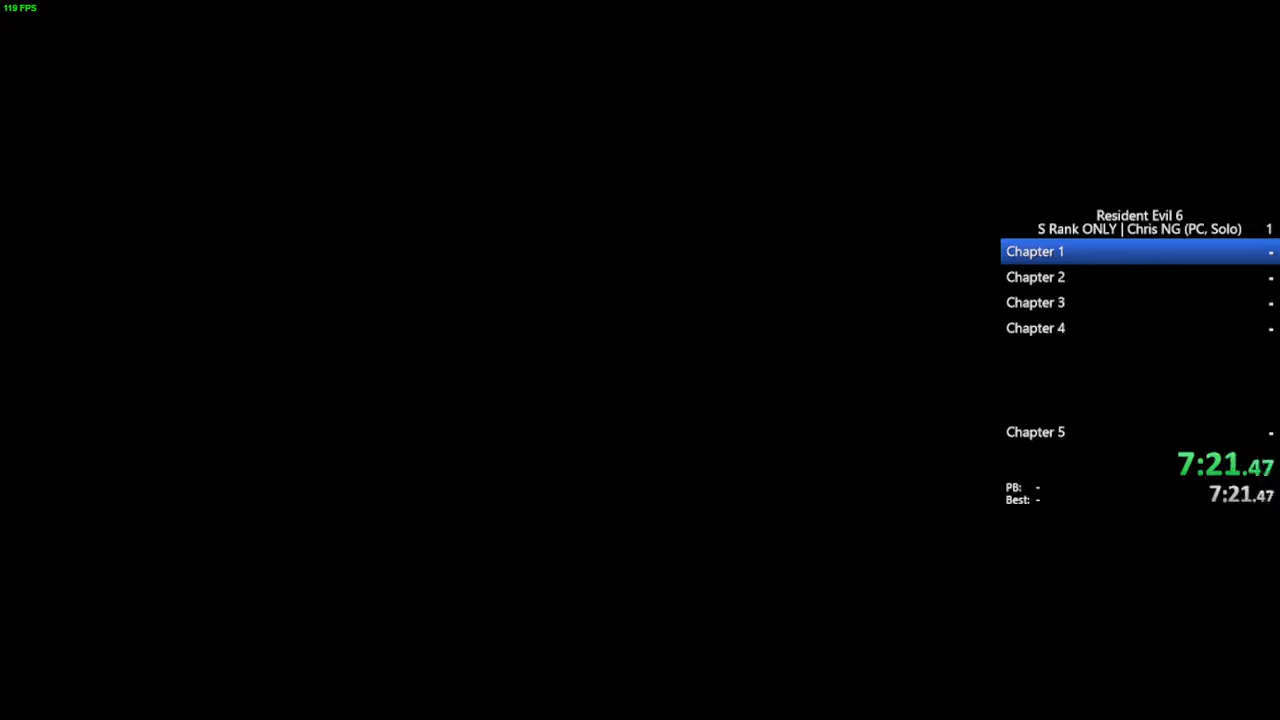 119 FPS
Resident Evil 6
S Rank ONLY | Chris NG (PC, Solo) 1
Chapter 1 -
Chapter 2 -
Chapter 3 -
Chapter 4 -
Chapter 5 -
7:21.47
PB: - 7:21.47
Best: -